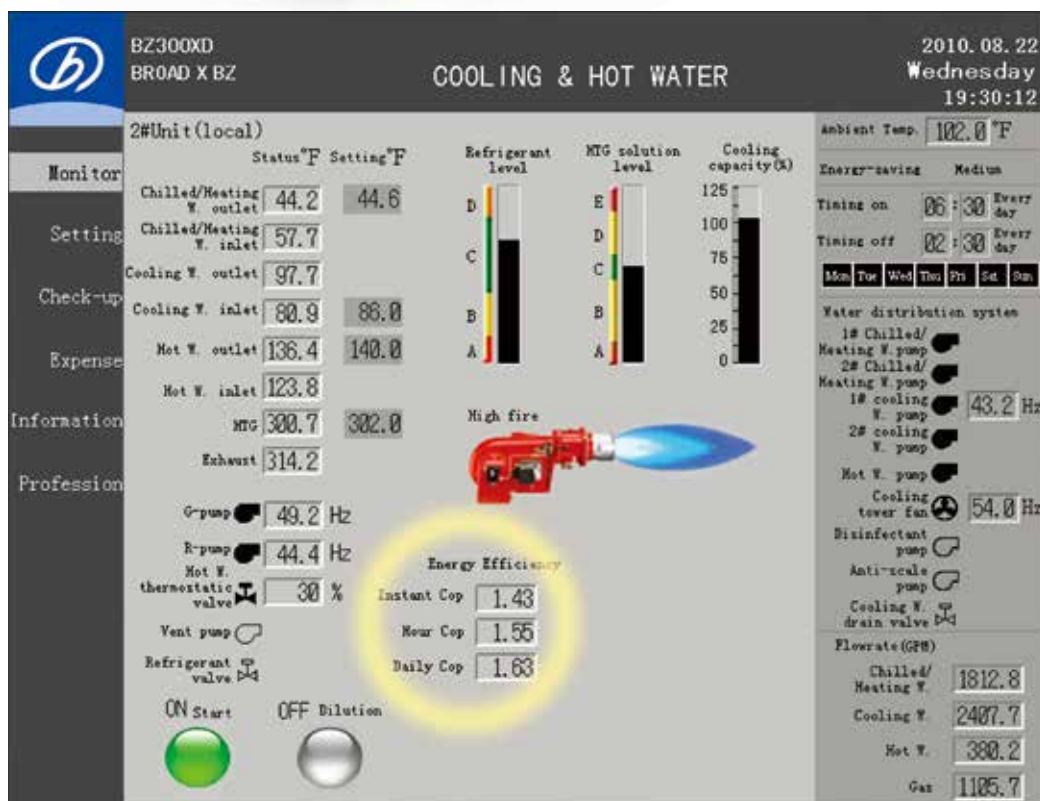 BZ300XD
BROAD X BZ
COOLING & HOT WATER
2010.08.22
Wednesday
19:30:12
Monitor
Setting
Check-up
Expense
Information
Profession
2#Unit(local)
Status°F Setting°F
Chilled/Heating W. outlet 44.2 44.6
Chilled/Heating W. inlet 57.7
Cooling W. outlet 97.7
Cooling W. inlet 80.9 86.0
Hot W. outlet 136.4 140.0
Hot W. inlet 123.8
MTG 300.7 302.0
Exhaust 314.2
G-pump 49.2 Hz
R-pump 44.4 Hz
Hot W. thermostatic valve 30 %
Vent pump
Refrigerant valve
ON Start OFF Dilution
Refrigerant level
D
C
B
A
MTG solution level
E
D
C
B
A
Cooling capacity(%)
125
100
75
50
25
0
High fire
Energy Efficiency
Instant Cop 1.43
Hour Cop 1.55
Daily Cop 1.63
Ambient Temp. 102.0 °F
Energy-saving Medium
Timing on 06 : 30 Every day
Timing off 02 : 30 Every day
Mon Tue Wed Thu Fri Sat Sun
Water distribution system
1# Chilled/ Heating W.pump
2# Chilled/ Heating W.pump
1# cooling W. pump 43.2 Hz
2# cooling W. pump
Hot W. pump
Cooling tower fan 54.0 Hz
Disinfectant pump
Anti-scale pump
Cooling W. drain valve
Flowrate(GPM)
Chilled/ Heating W. 1812.8
Cooling W. 2407.7
Hot W. 380.2
Gas 1105.7